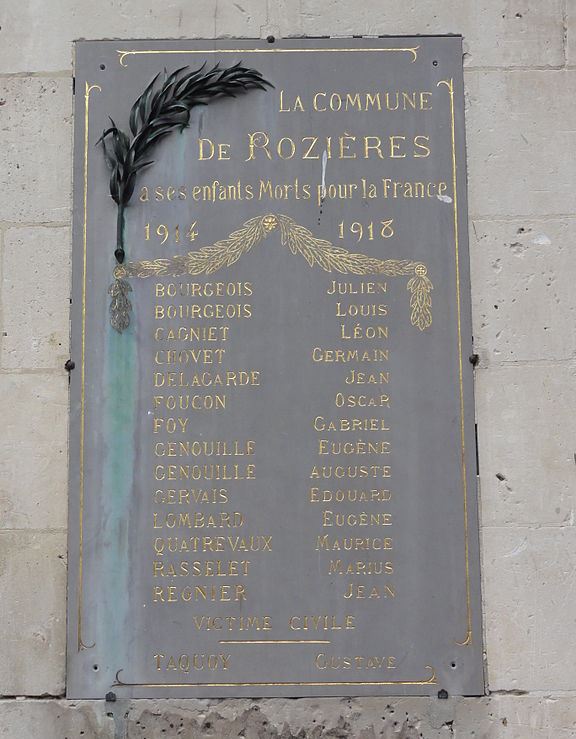 LA COMMUNE
DE ROZIÈRES
a ses enfants Morts pour la France
1914 1918
BOURGEOIS JULIEN
BOURGEOIS LOUIS
CAGNIET LÉON
CHOVET GERMAIN
DELAGARDE JEAN
FOUCON OSCAR
FOY GABRIEL
GENOUILLE EUGÈNE
GENOUILLE AUGUSTE
GERVAIS EDOUARD
LOMBARD EUGÈNE
QUATREVAUX MAURICE
RASSELET MARIUS
REGNIER JEAN
VICTIME CIVILE
TAQUOY GUSTAVE